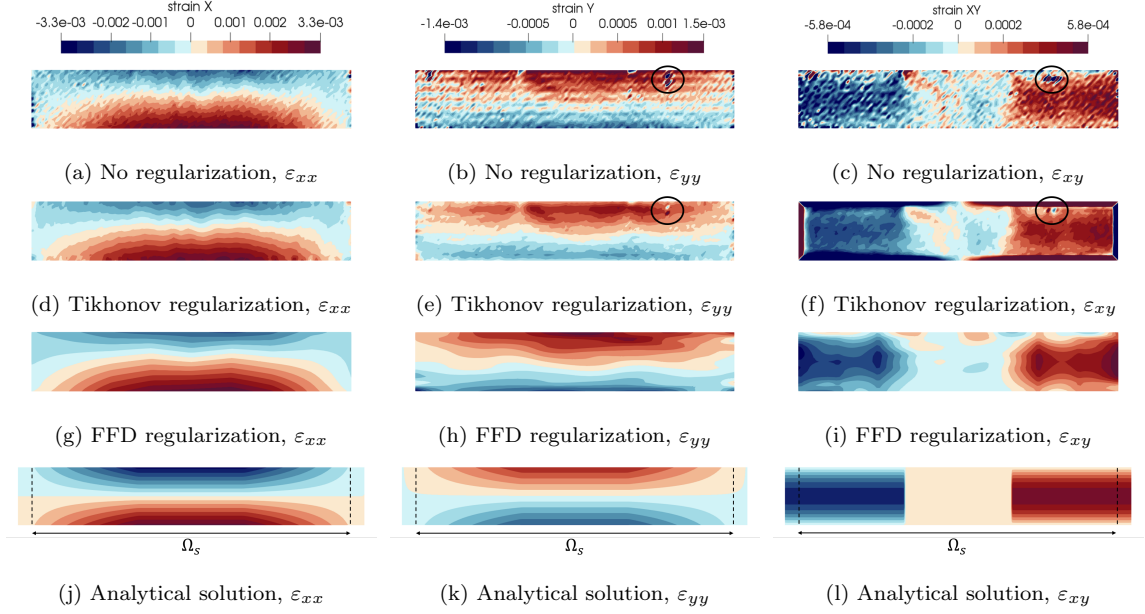 strain X
-3.3e-03 -0.002 -0.001 0 0.001 0.002 3.3e-03
strain Y
-1.4e-03 -0.0005 0 0.0005 0.001 1.5e-03
strain XY
-5.8e-04 -0.0002 0 0.0002 5.8e-04
(a) No regularization, εxx
(b) No regularization, εyy
(c) No regularization, εxy
(d) Tikhonov regularization, εxx
(e) Tikhonov regularization, εyy
(f) Tikhonov regularization, εxy
(g) FFD regularization, εxx
(h) FFD regularization, εyy
(i) FFD regularization, εxy
Ωs
Ωs
Ωs
(j) Analytical solution, εxx
(k) Analytical solution, εyy
(l) Analytical solution, εxy